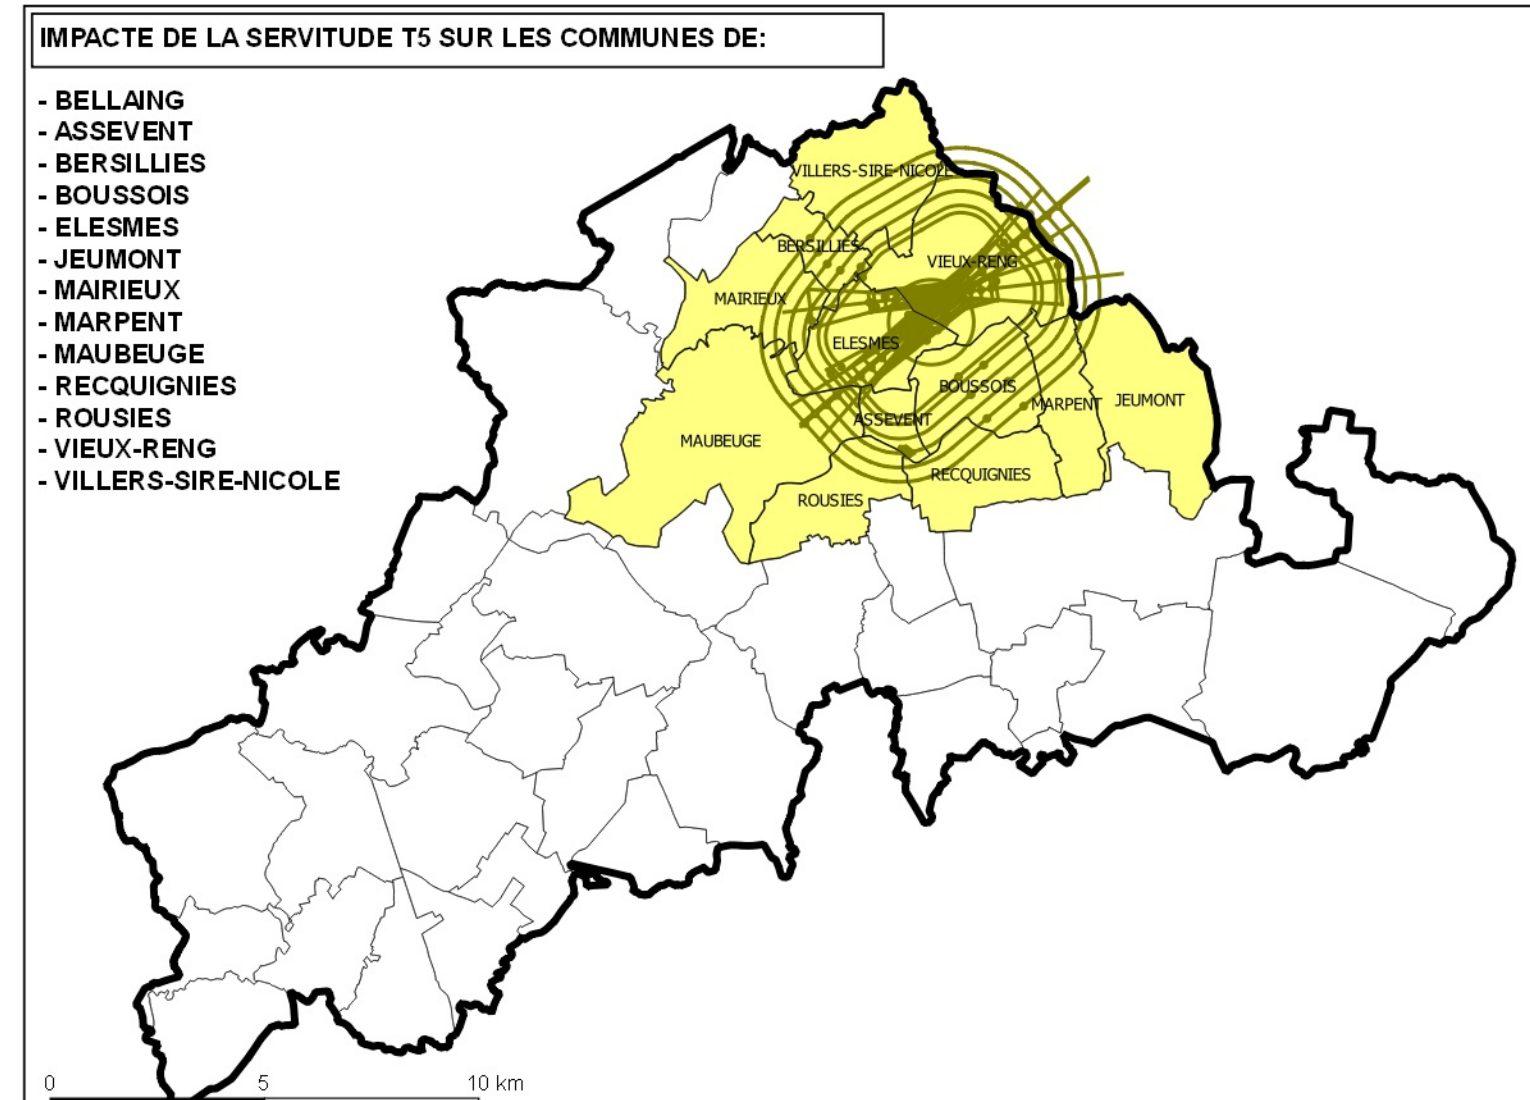 IMPACTE DE LA SERVITUDE T5 SUR LES COMMUNES DE:
- BELLAING
- ASSEVENT
- BERSILLIES
- BOUSSOIS
- ELESMES
- JEUMONT
- MAIRIEUX
- MARPENT
- MAUBEUGE
- RECQUIGNIES
- ROUSIES
- VIEUX-RENG
- VILLERS-SIRE-NICOLE
VILLERS-SIRE-NICOLE
BERSILLIES
VIEUX-RENG
MAIRIEUX
ELESMES
BOUSSOIS
MARPENT
JEUMONT
ASSEVENT
MAUBEUGE
RECQUIGNIES
ROUSIES
0 5 10 km